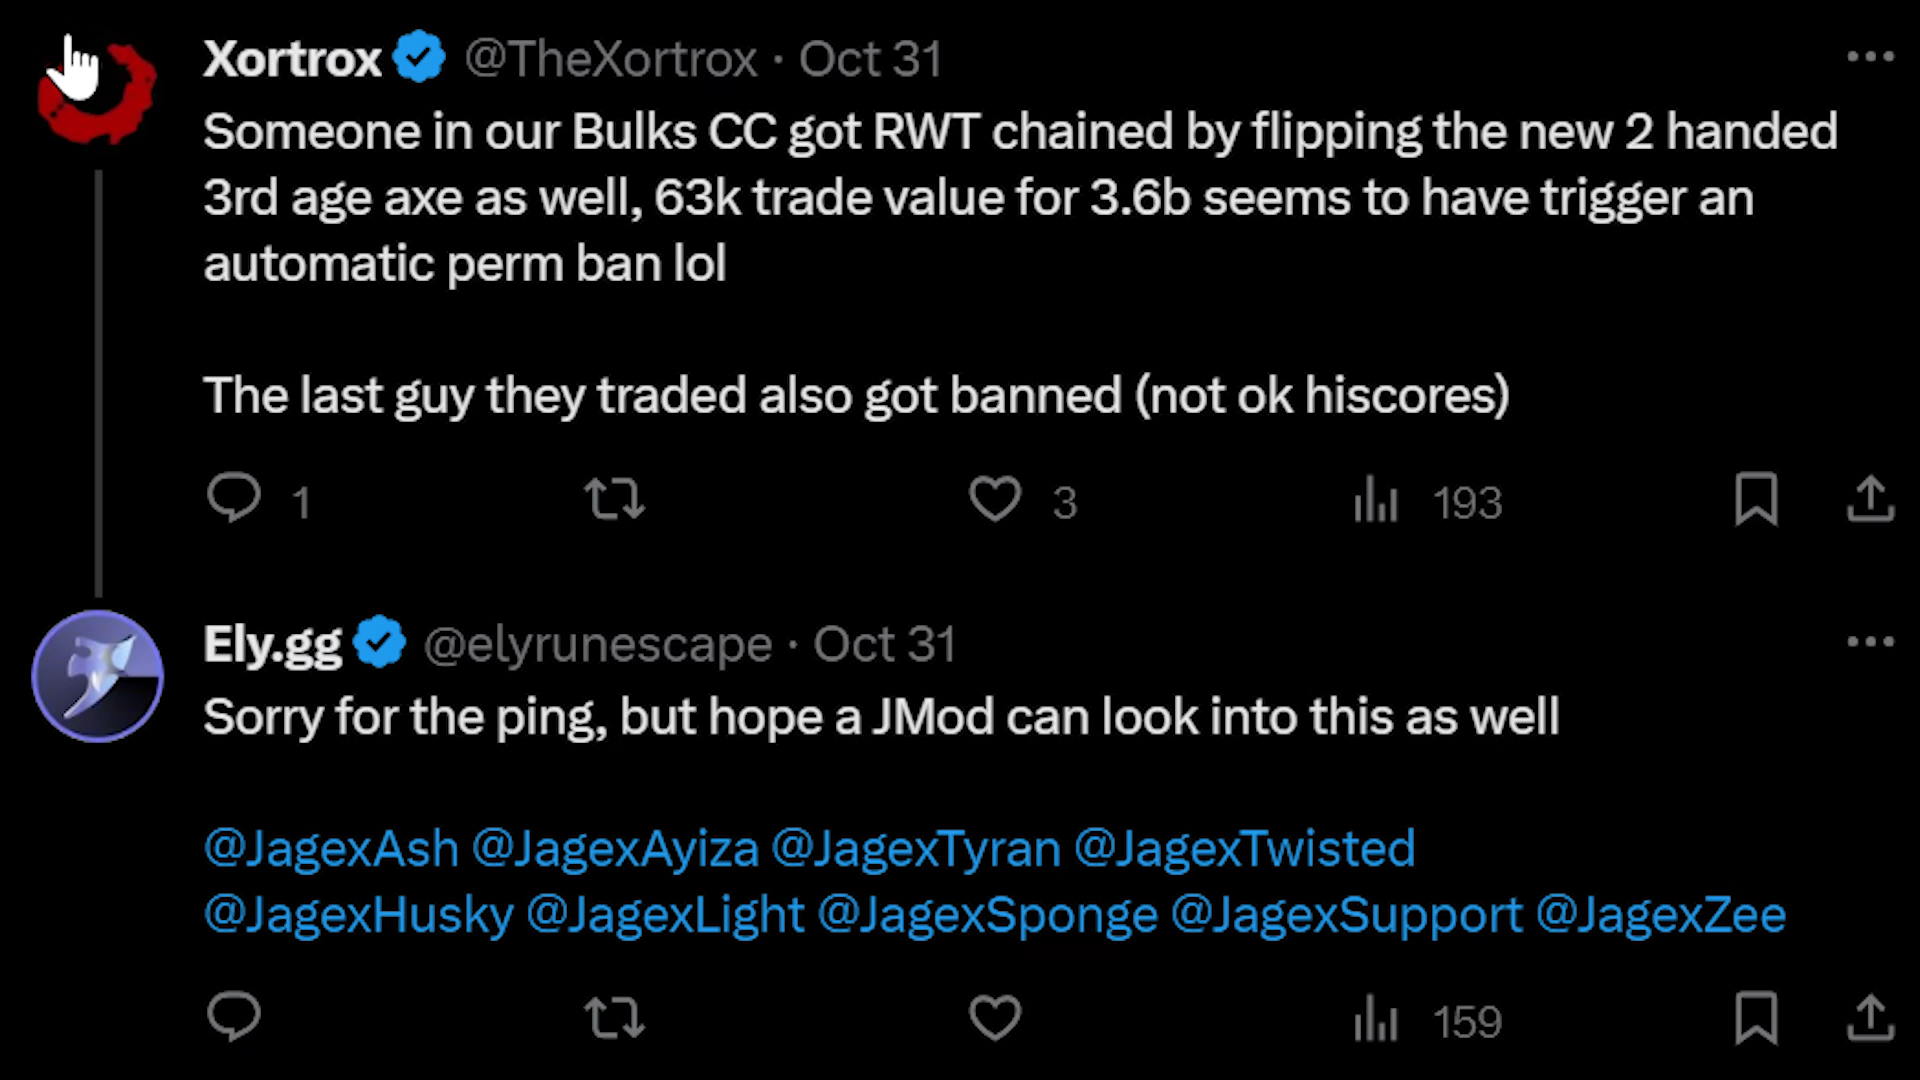 Xortrox @TheXortrox · Oct 31
Someone in our Bulks CC got RWT chained by flipping the new 2 handed
3rd age axe as well, 63k trade value for 3.6b seems to have trigger an
automatic perm ban lol
The last guy they traded also got banned (not ok hiscores)
1 3 193
Ely.gg @elyrunescape · Oct 31
Sorry for the ping, but hope a JMod can look into this as well
@JagexAsh @JagexAyiza @JagexTyran @JagexTwisted
@JagexHusky @JagexLight @JagexSponge @JagexSupport @JagexZee
159